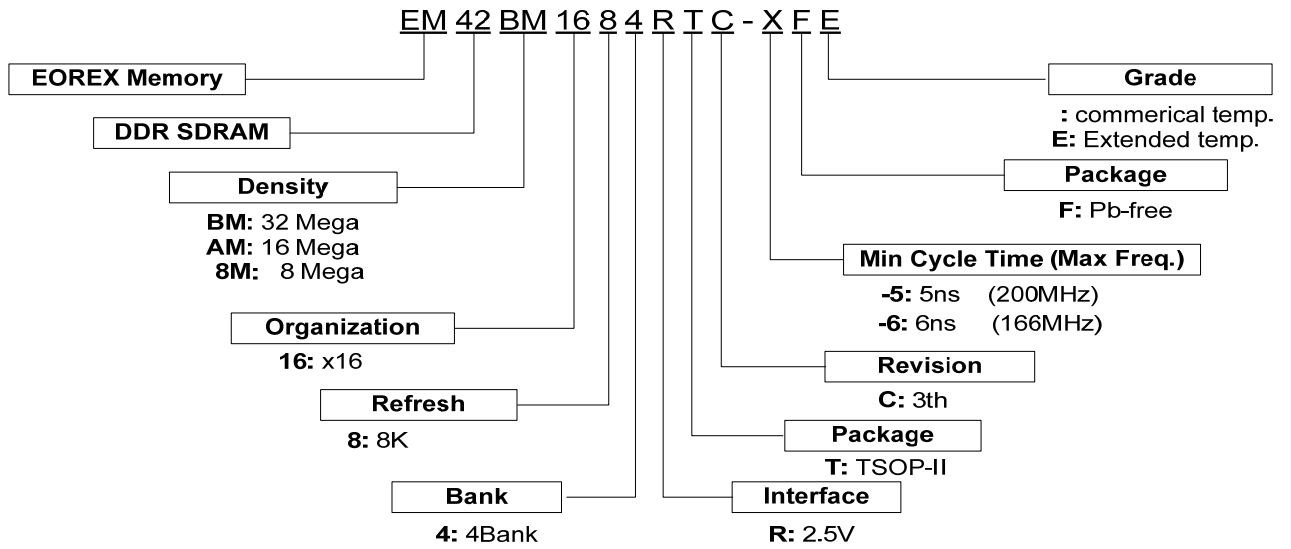 EM 42 BM 16 8 4 R T C - X F E
EOREX Memory
DDR SDRAM
Density
BM: 32 Mega
AM: 16 Mega
8M: 8 Mega
Organization
16: x16
Refresh
8: 8K
Bank
4: 4Bank
Grade
: commerical temp.
E: Extended temp.
Package
F: Pb-free
Min Cycle Time (Max Freq.)
-5: 5ns (200MHz)
-6: 6ns (166MHz)
Revision
C: 3th
Package
T: TSOP-II
Interface
R: 2.5V